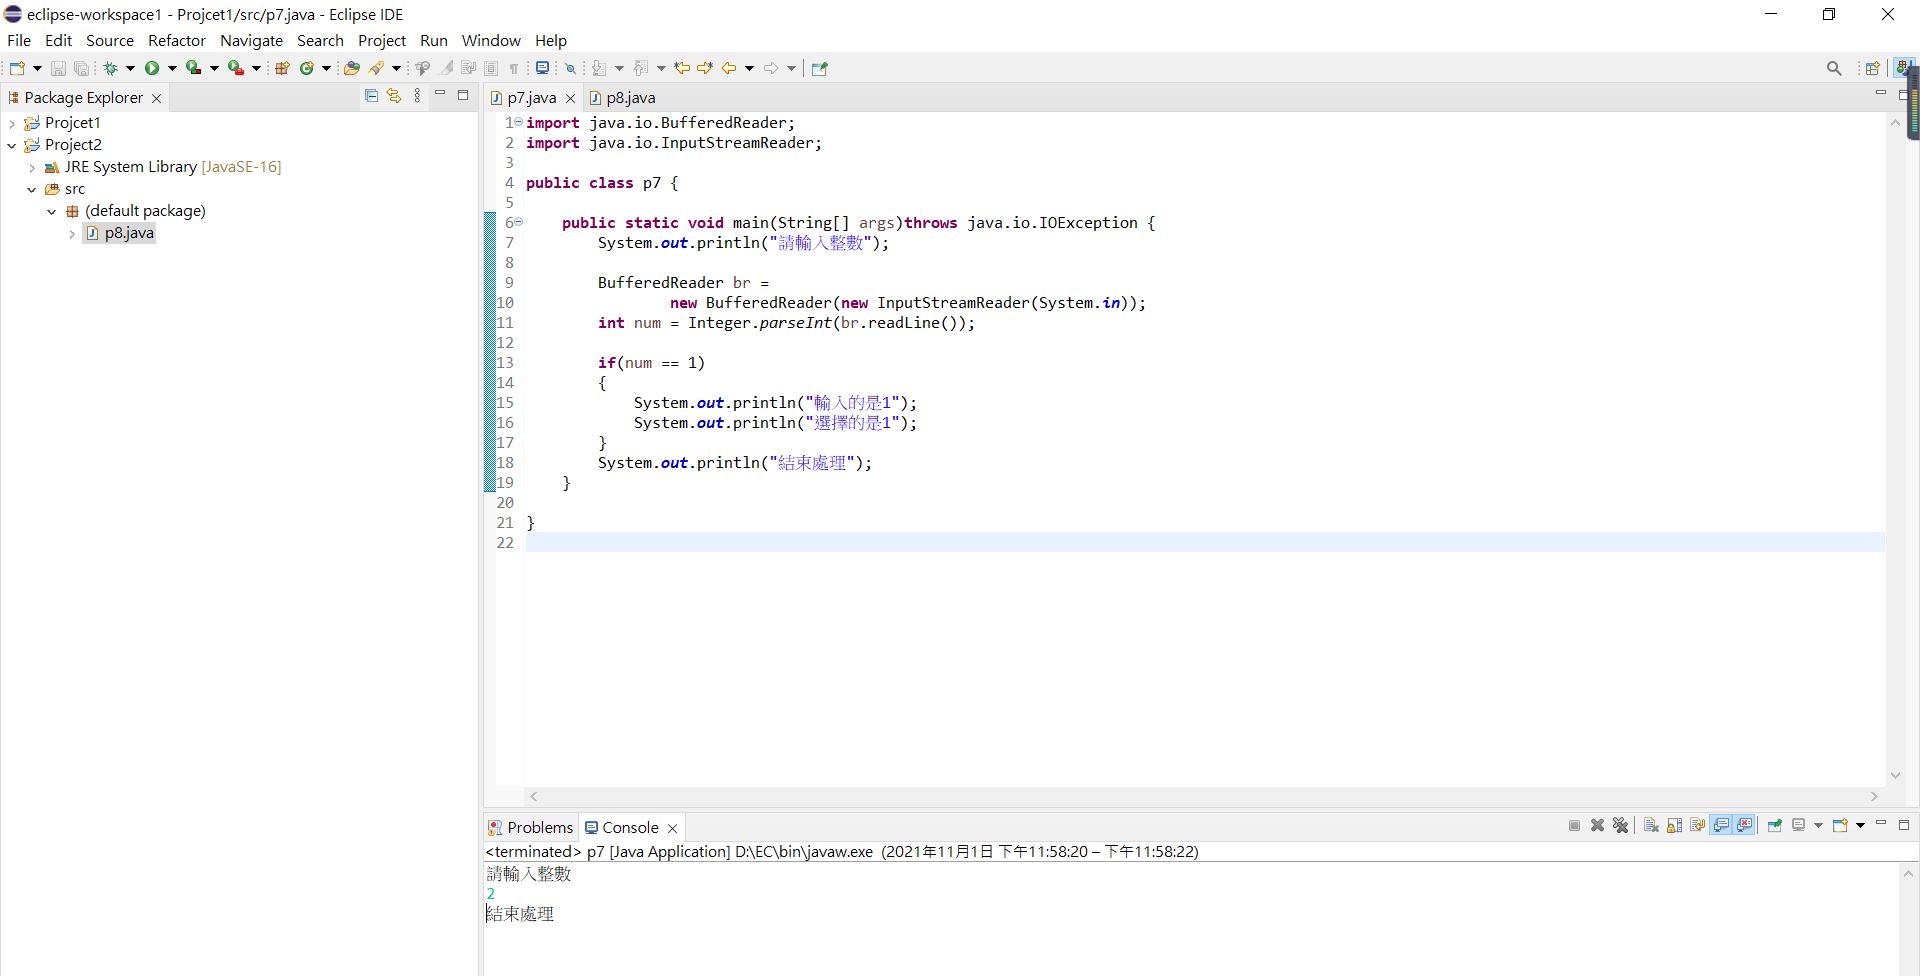 eclipse-workspace1 - Projcet1/src/p7.java - Eclipse IDE
File Edit Source Refactor Navigate Search Project Run Window Help
Package Explorer
Projcet1
Project2
JRE System Library [JavaSE-16]
src
(default package)
p8.java
p7.java p8.java
1 import java.io.BufferedReader;
2 import java.io.InputStreamReader;
3
4 public class p7 {
5
6 public static void main(String[] args)throws java.io.IOException {
7 System.out.println("請輸入整數");
8
9 BufferedReader br =
10 new BufferedReader(new InputStreamReader(System.in));
11 int num = Integer.parseInt(br.readLine());
12
13 if(num == 1)
14 {
15 System.out.println("輸入的是1");
16 System.out.println("選擇的是1");
17 }
18 System.out.println("結束處理");
19 }
20
21 }
22
Problems Console
<terminated> p7 [Java Application] D:\EC\bin\javaw.exe (2021年11月1日 下午11:58:20 – 下午11:58:22)
請輸入整數
2
結束處理